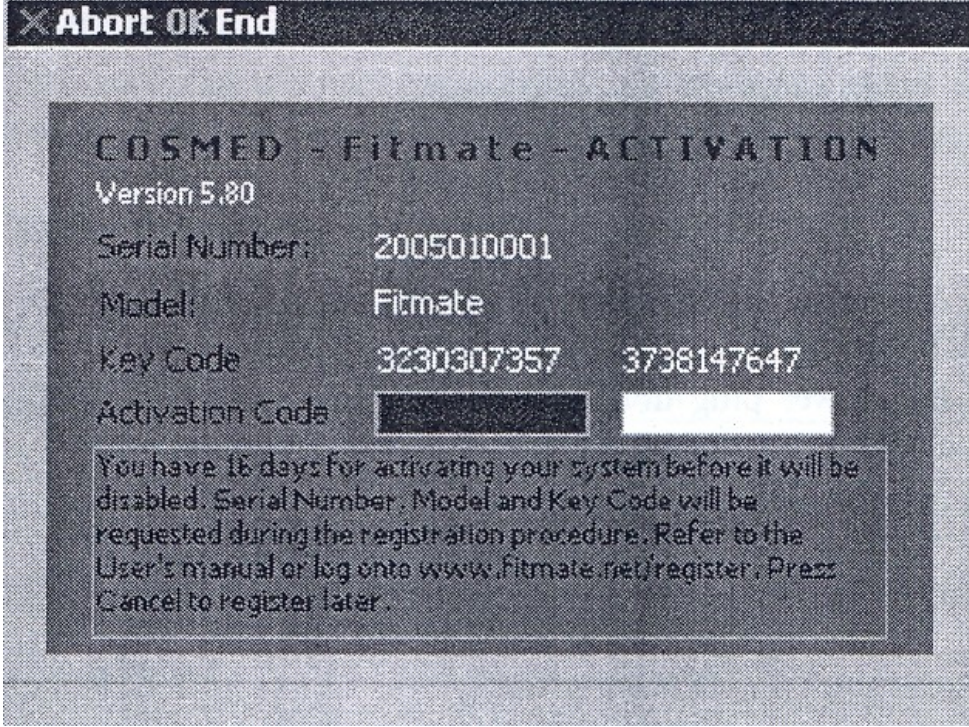 Abort OK End
COSMED - Fitmate - ACTIVATION
Version 5.80
Serial Number: 2005010001
Model: Fitmate
Key Code 3230307357 3738147647
Activation Code
You have 16 days for activating your system before it will be
disabled. Serial Number, Model and Key Code will be
requested during the registration procedure. Refer to the
User's manual or log onto www.fitmate.net/register. Press
Cancel to register later.